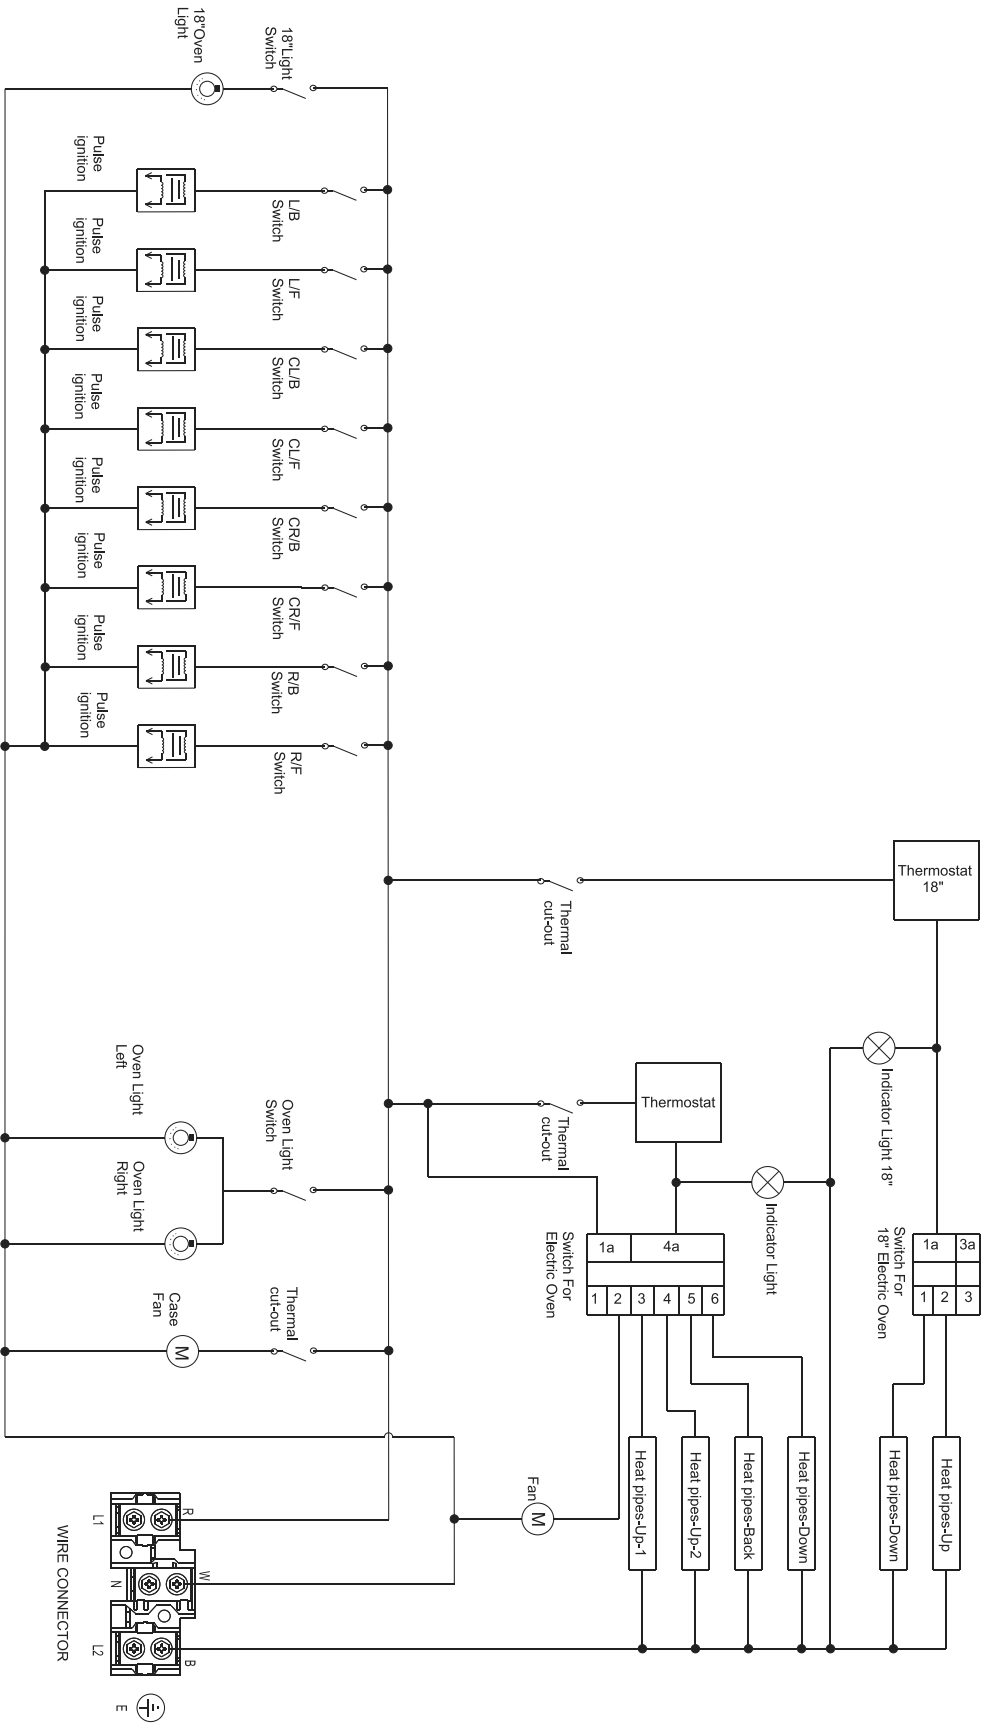 18"Oven
Light
18"Light
Switch
Pulse
ignition
L/B
Switch
Pulse
ignition
L/F
Switch
Pulse
ignition
CL/B
Switch
Pulse
ignition
CL/F
Switch
Pulse
ignition
CR/B
Switch
Pulse
ignition
CR/F
Switch
Pulse
ignition
R/B
Switch
Pulse
ignition
R/F
Switch
Thermostat
18"
Thermal
cut-out
Indicator Light 18"
Thermostat
Thermal
cut-out
Indicator Light
Oven Light
Left
Oven Light
Right
Oven Light
Switch
Switch For
Electric Oven
1a 4a
1 2 3 4 5 6
Switch For
18" Electric Oven
1a 3a
1 2 3
Case
Fan
M
Thermal
cut-out
Fan
M
Heat pipes-Up-1
Heat pipes-Up-2
Heat pipes-Back
Heat pipes-Down
Heat pipes-Down
Heat pipes-Up
WIRE CONNECTOR
L1
R
N
W
L2
B
E